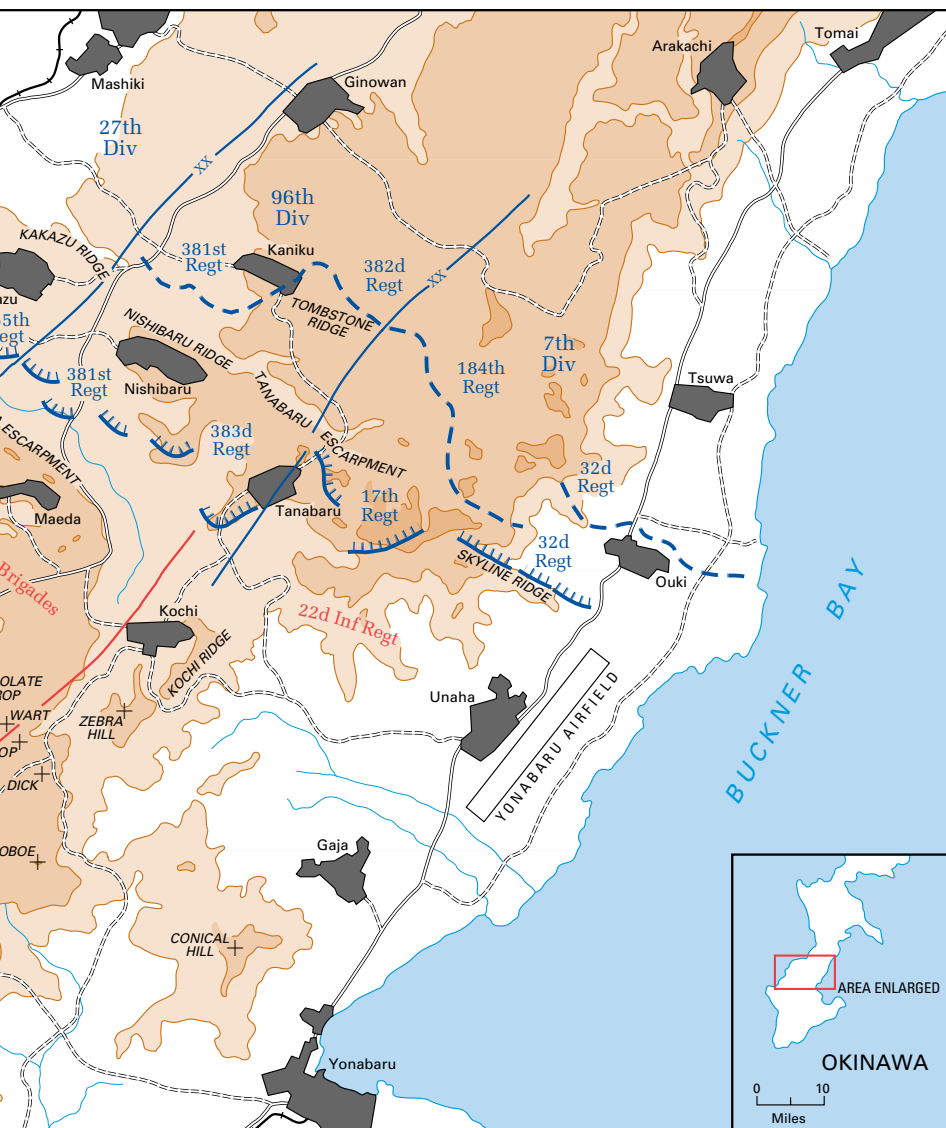 Tomai
Arakachi
Mashiki
Ginowan
27th
Div
XX
96th
Div
KAKAZU RIDGE
381st
Regt
Kaniku
382d
Regt
XX
TOMBSTONE
RIDGE
NISHIBARU RIDGE
7th
Div
184th
Regt
381st
Regt
Nishibaru
Tsuwa
TANABARU ESCARPMENT
383d
Regt
ESCARPMENT
32d
Regt
Maeda
Tanabaru
17th
Regt
32d
Regt
SKYLINE RIDGE
Ouki
Brigades
Kochi
22d Inf Regt
KOCHI RIDGE
BUCKNER BAY
WART
ZEBRA
HILL
Unaha
YONABARU AIRFIELD
DICK
OBOE
Gaja
CONICAL
HILL
AREA ENLARGED
Yonabaru
OKINAWA
0 10
Miles